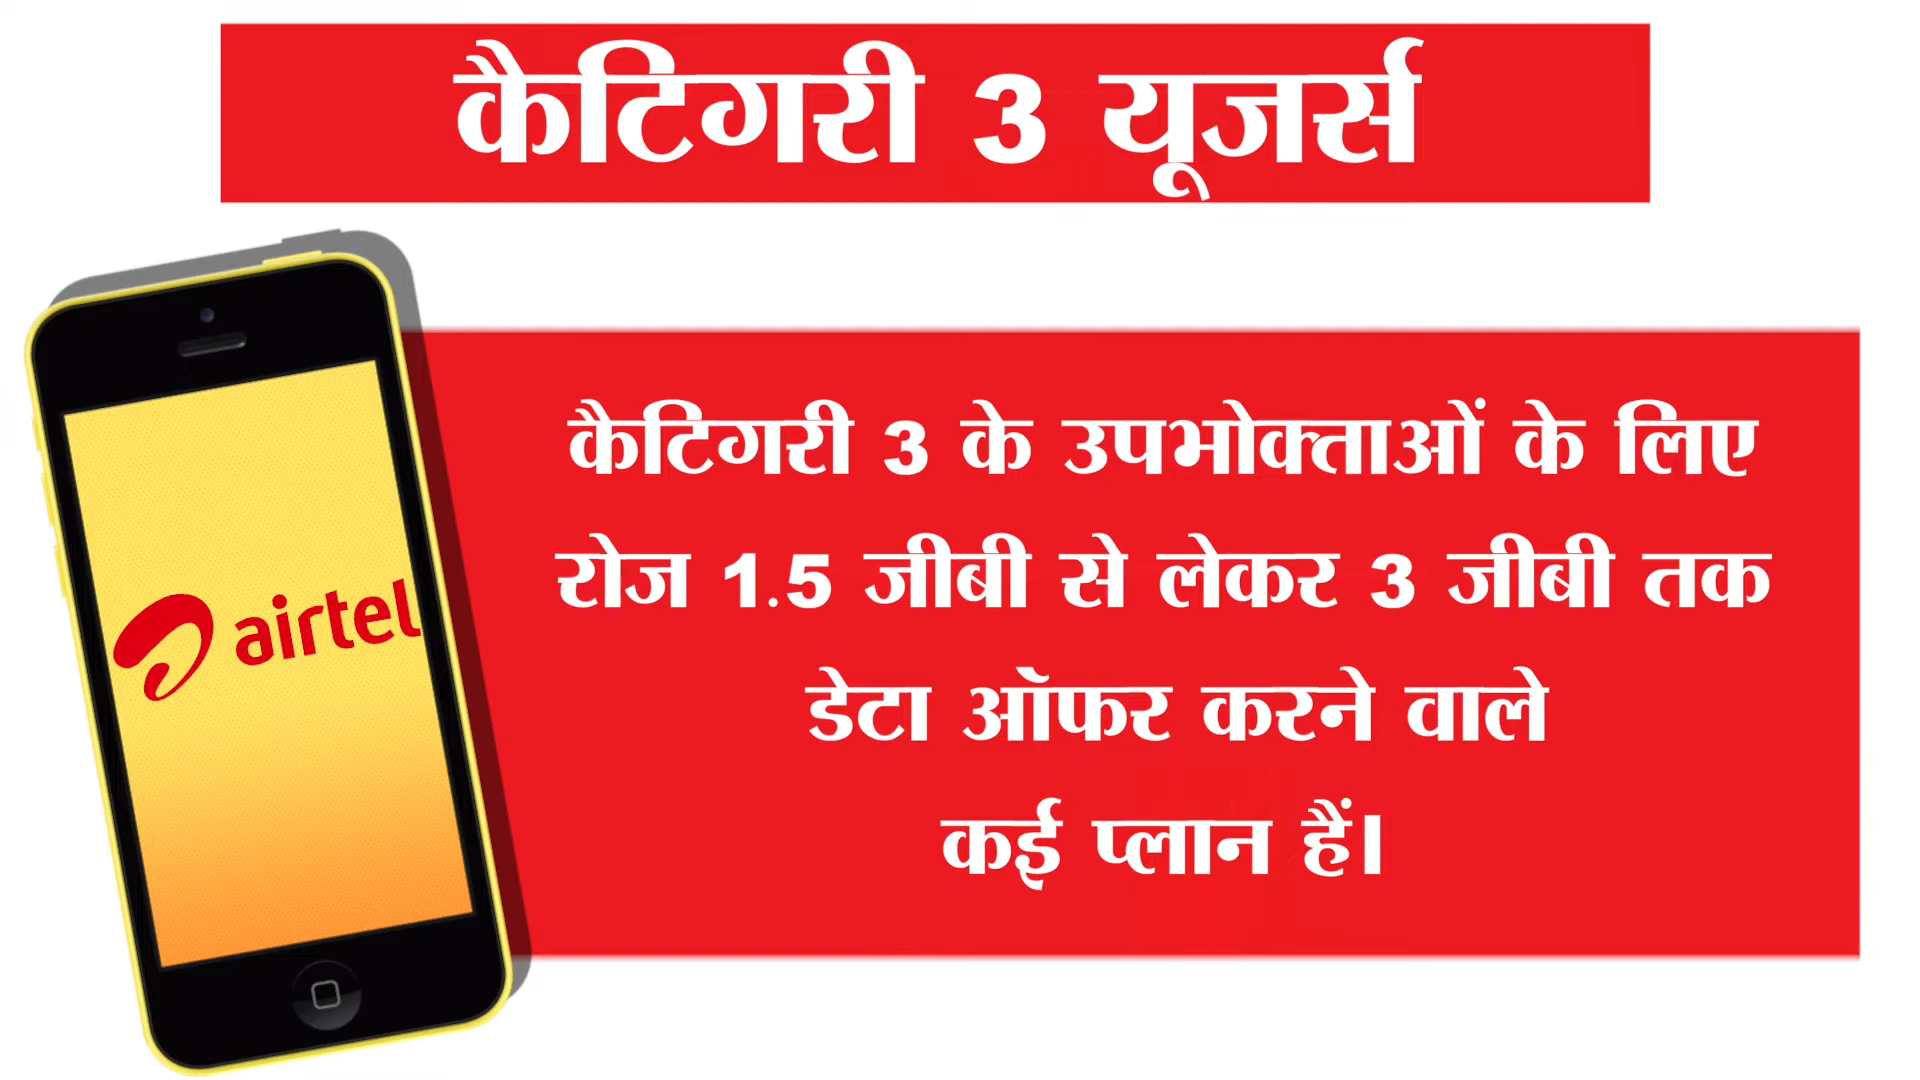 कैटिगरी 3 यूजर्स
कैटिगरी 3 के उपभोक्ताओं के लिए
रोज 1.5 जीबी से लेकर 3 जीबी तक
डेटा ऑफर करने वाले
कई प्लान हैं।
airtel